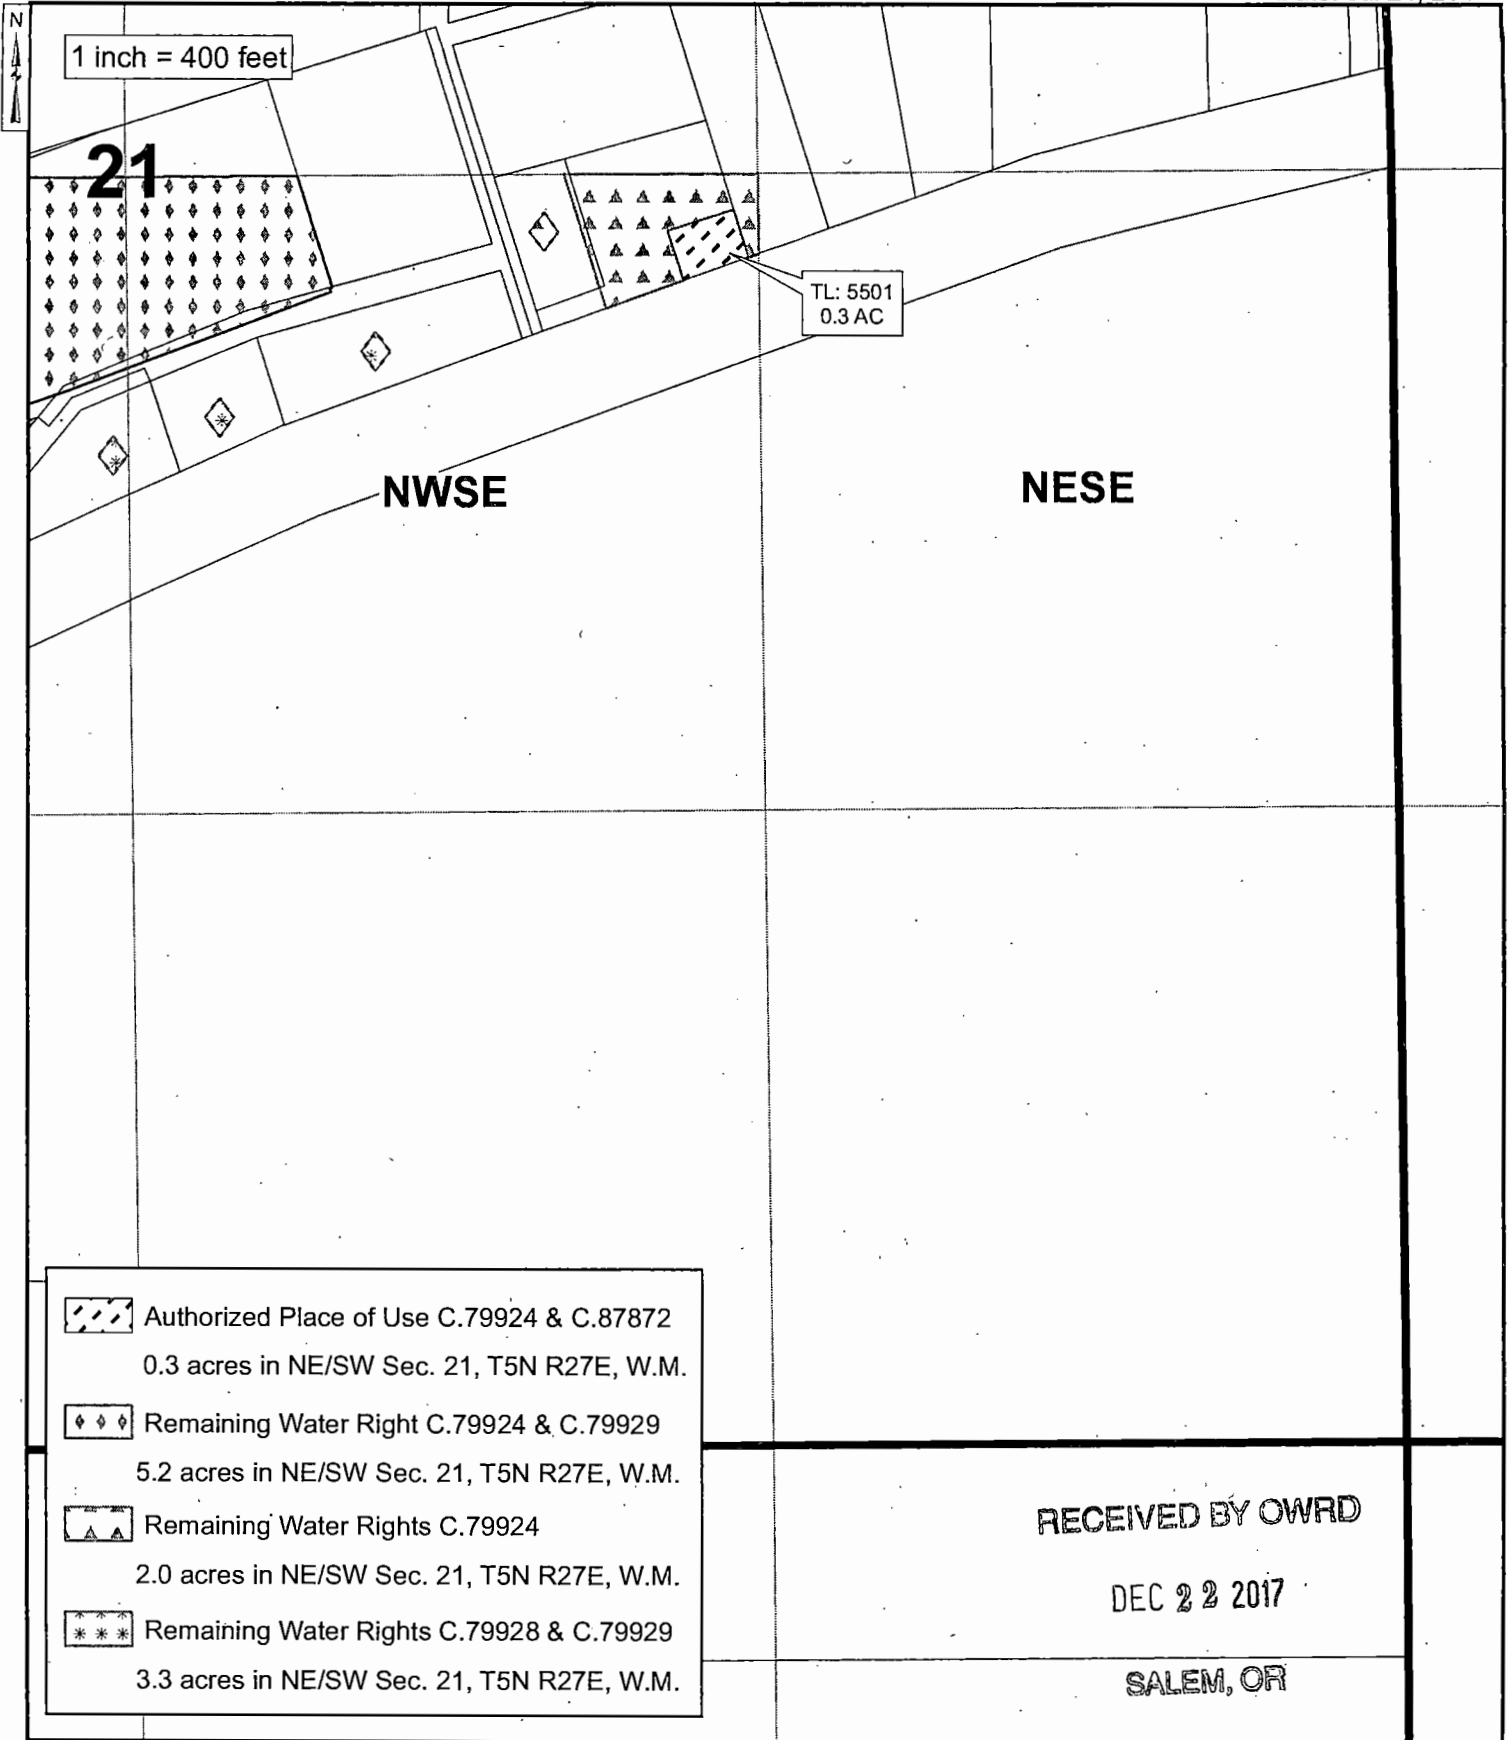 N
1 inch = 400 feet
21
TL: 5501
0.3 AC
NWSE
NESE
Authorized Place of Use C.79924 & C.87872
0.3 acres in NE/SW Sec. 21, T5N R27E, W.M.
Remaining Water Right C.79924 & C.79929
5.2 acres in NE/SW Sec. 21, T5N R27E, W.M.
Remaining Water Rights C.79924
2.0 acres in NE/SW Sec. 21, T5N R27E, W.M.
Remaining Water Rights C.79928 & C.79929
3.3 acres in NE/SW Sec. 21, T5N R27E, W.M.
RECEIVED BY OWRD
DEC 22 2017
SALEM, OR